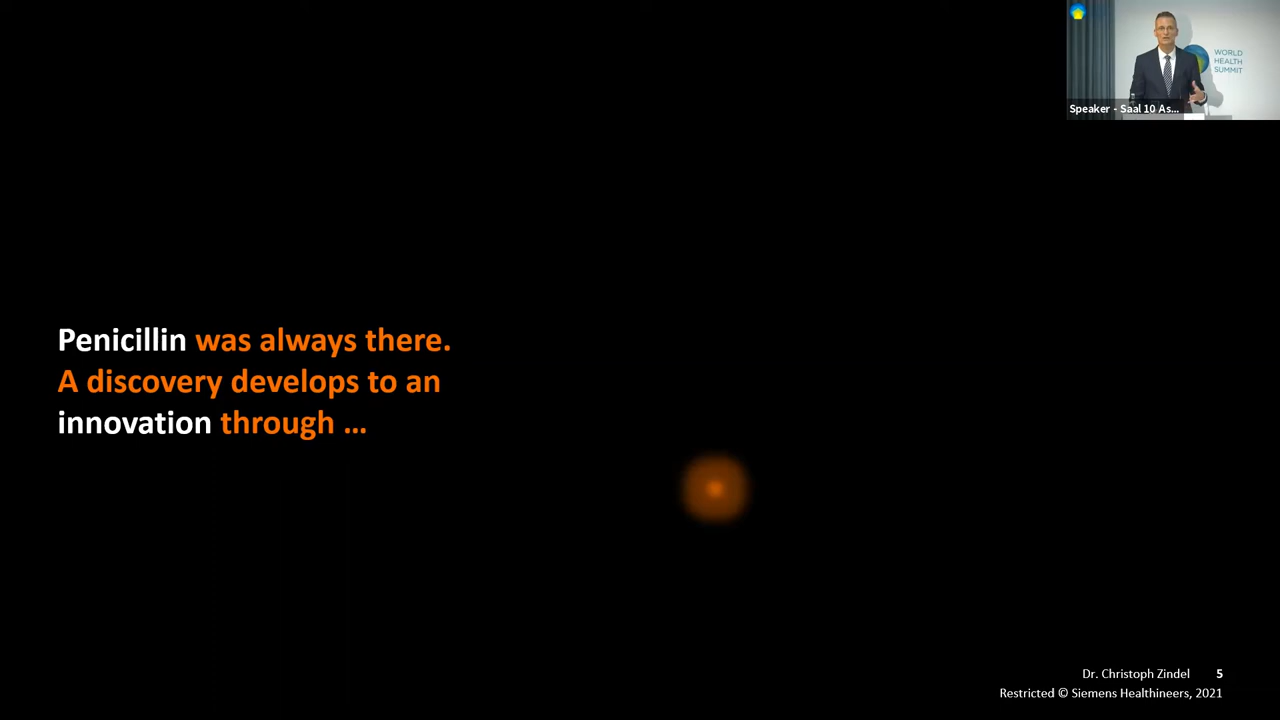 WORLD
HEALTH
SUMMIT
Speaker - Saal 10 As...
Penicillin was always there.
A discovery develops to an
innovation through ...
Dr. Christoph Zindel 5
Restricted © Siemens Healthineers, 2021